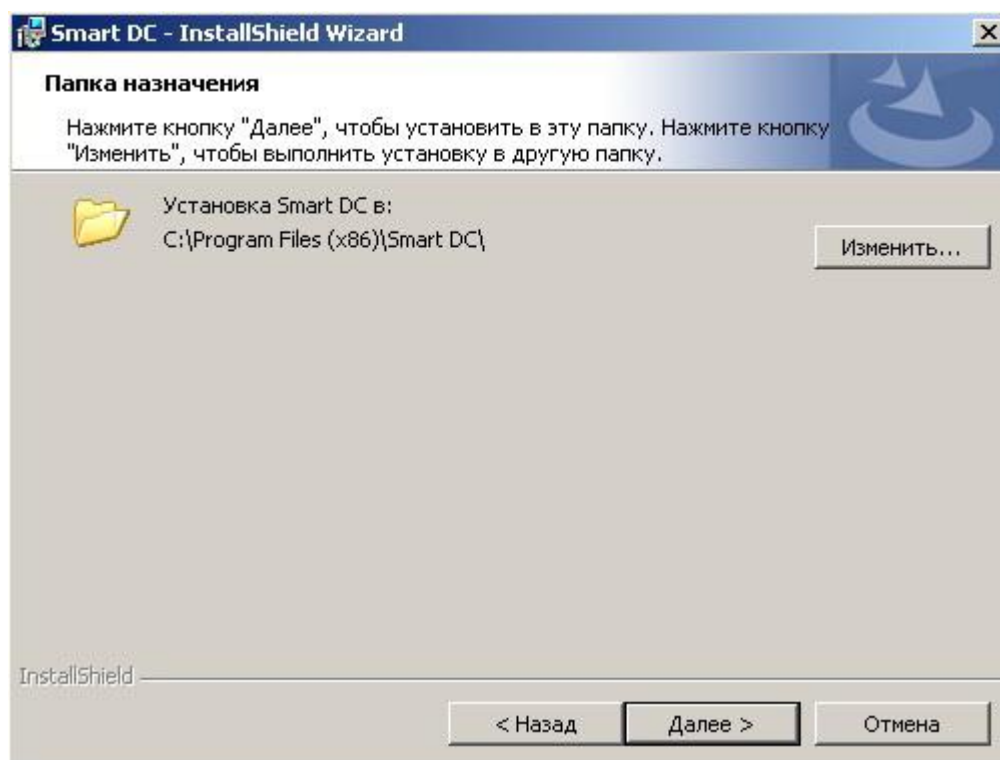 Smart DC - InstallShield Wizard
Папка назначения
Нажмите кнопку "Далее", чтобы установить в эту папку. Нажмите кнопку
"Изменить", чтобы выполнить установку в другую папку.
Установка Smart DC в:
C:\Program Files (x86)\Smart DC\
Изменить...
InstallShield
< Назад
Далее >
Отмена